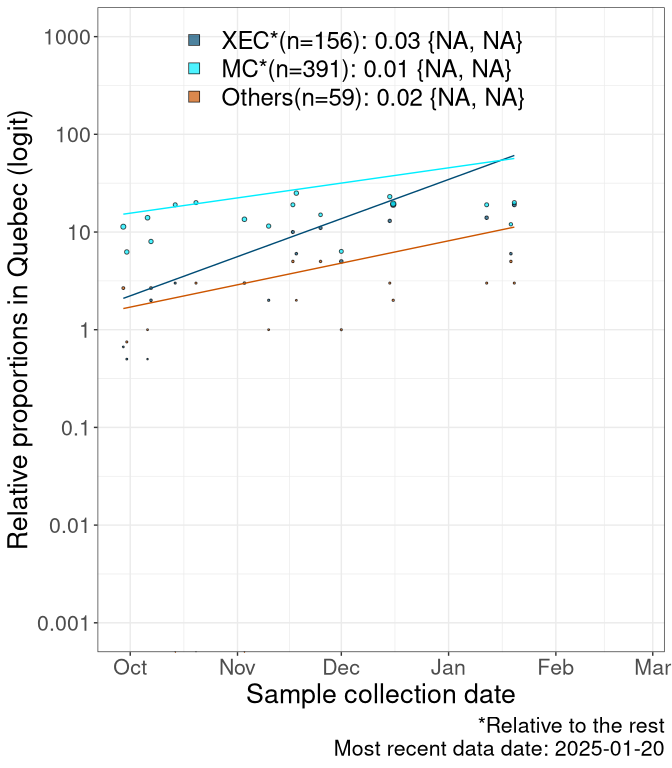 XEC*(n=156): 0.03 {NA, NA}
MC*(n=391): 0.01 {NA, NA}
Others(n=59): 0.02 {NA, NA}
Relative proportions in Quebec (logit)
1000
100
10
1
0.1
0.01
0.001
Oct Nov Dec Jan Feb Mar
Sample collection date
*Relative to the rest
Most recent data date: 2025-01-20